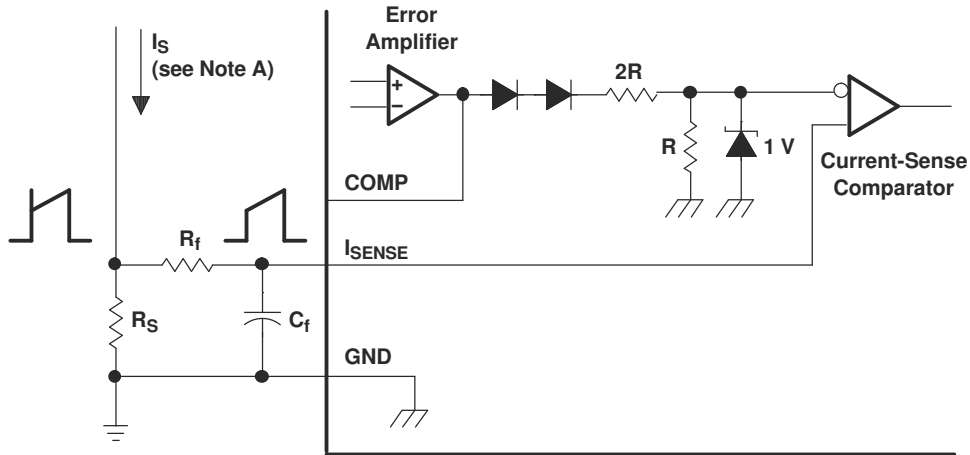 Error
Amplifier
I_S
(see Note A)
+
−
2R
R
1 V
Current-Sense
Comparator
COMP
R_f
I_SENSE
R_S
C_f
GND